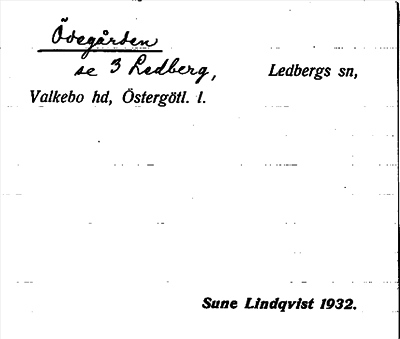 Ödegården
se 3 Ledberg, Ledbergs sn,
Valkebo hd, Östergötl. l.
Sune Lindqvist 1932.